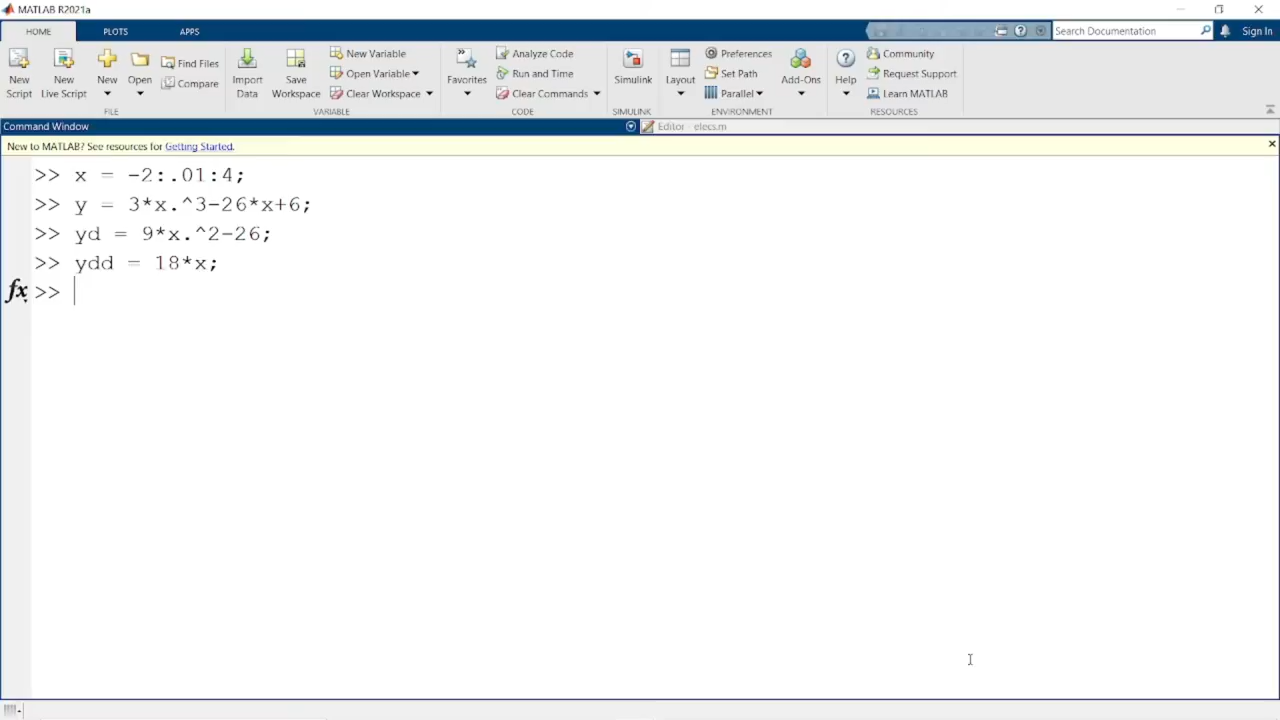 MATLAB R2021a
HOME PLOTS APPS Search Documentation Sign In
New Script
New Live Script
New
Open
Find Files
Compare
FILE
Import Data
Save Workspace
New Variable
Open Variable
Clear Workspace
VARIABLE
Favorites
Analyze Code
Run and Time
Clear Commands
CODE
Simulink
SIMULINK
Layout
Preferences
Set Path
Parallel
ENVIRONMENT
Add-Ons
Help
Community
Request Support
Learn MATLAB
RESOURCES
Command Window Editor - elecs.m
New to MATLAB? See resources for Getting Started.
>> x = -2:.01:4;
>> y = 3*x.^3-26*x+6;
>> yd = 9*x.^2-26;
>> ydd = 18*x;
fx >>